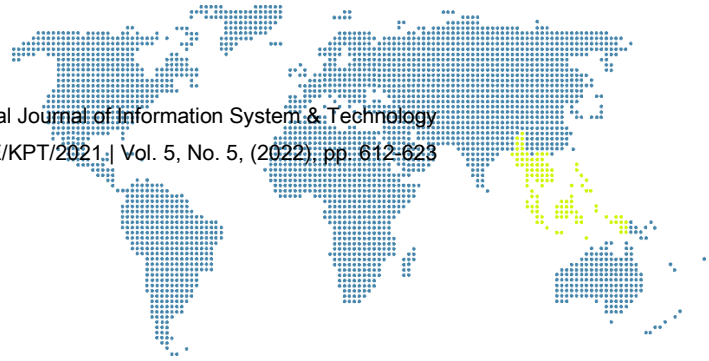 al Journal of Information System & Technology
E/KPT/2021 | Vol. 5, No. 5, (2022), pp. 612-623